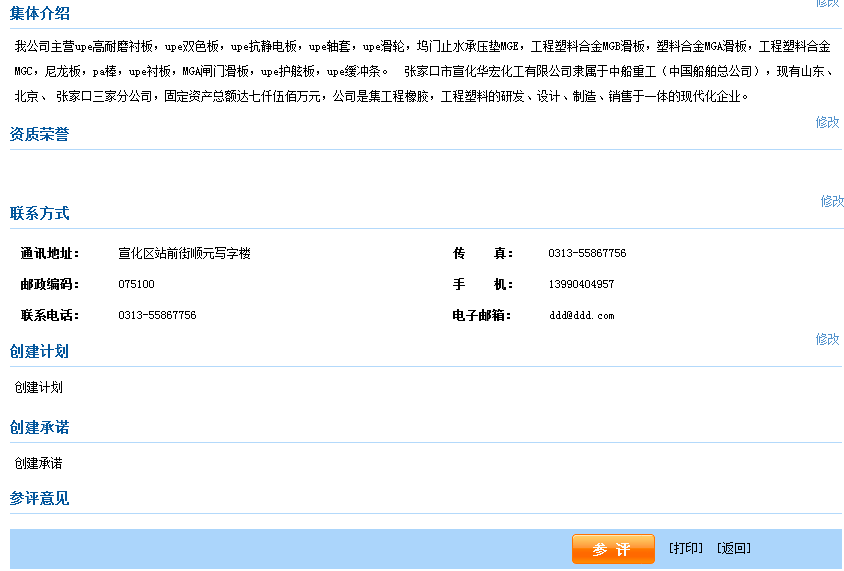 修改
集体介绍
我公司主营upe高耐磨衬板，upe双色板，upe抗静电板，upe轴套，upe滑轮，坞门止水承压垫MGE，工程塑料合金MGB滑板，塑料合金MGA滑板，工程塑料合金
MGC，尼龙板，pa棒，upe衬板，MGA闸门滑板，upe护舷板，upe缓冲条。 张家口市宣化华宏化工有限公司隶属于中船重工（中国船舶总公司），现有山东、
北京、 张家口三家分公司，固定资产总额达七仟伍佰万元，公司是集工程橡胶，工程塑料的研发、设计、制造、销售于一体的现代化企业。
资质荣誉 修改
联系方式 修改
通讯地址： 宣化区站前街顺元写字楼 传 真： 0313-55867756
邮政编码： 075100 手 机： 13990404957
联系电话： 0313-55867756 电子邮箱： ddd@ddd.com
创建计划 修改
创建计划
创建承诺
创建承诺
参评意见
参 评 [打印] [返回]